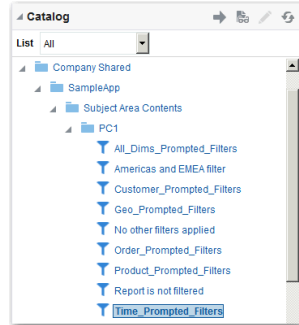 Catalog
List All
Company Shared
SampleApp
Subject Area Contents
PC1
All_Dims_Prompted_Filters
Americas and EMEA filter
Customer_Prompted_Filters
Geo_Prompted_Filters
No other filters applied
Order_Prompted_Filters
Product_Prompted_Filters
Report is not filtered
Time_Prompted_Filters